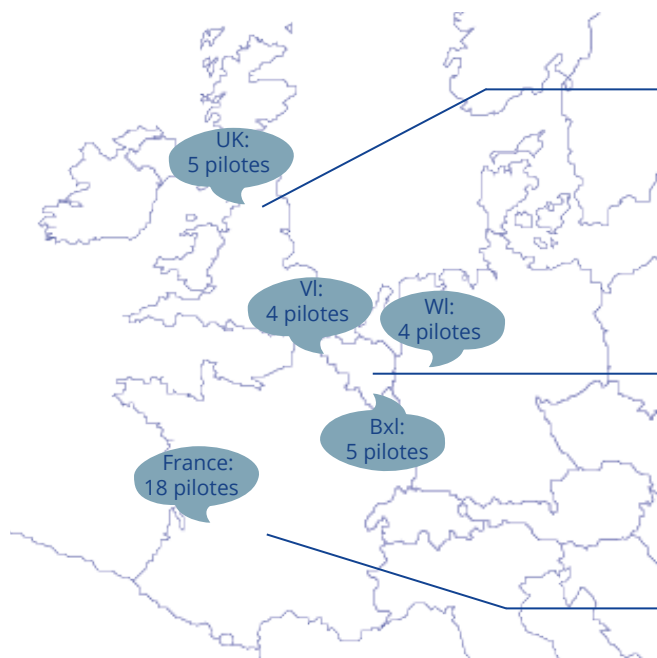 UK:
5 pilotes
Vl:
4 pilotes
Wl:
4 pilotes
Bxl:
5 pilotes
France:
18 pilotes